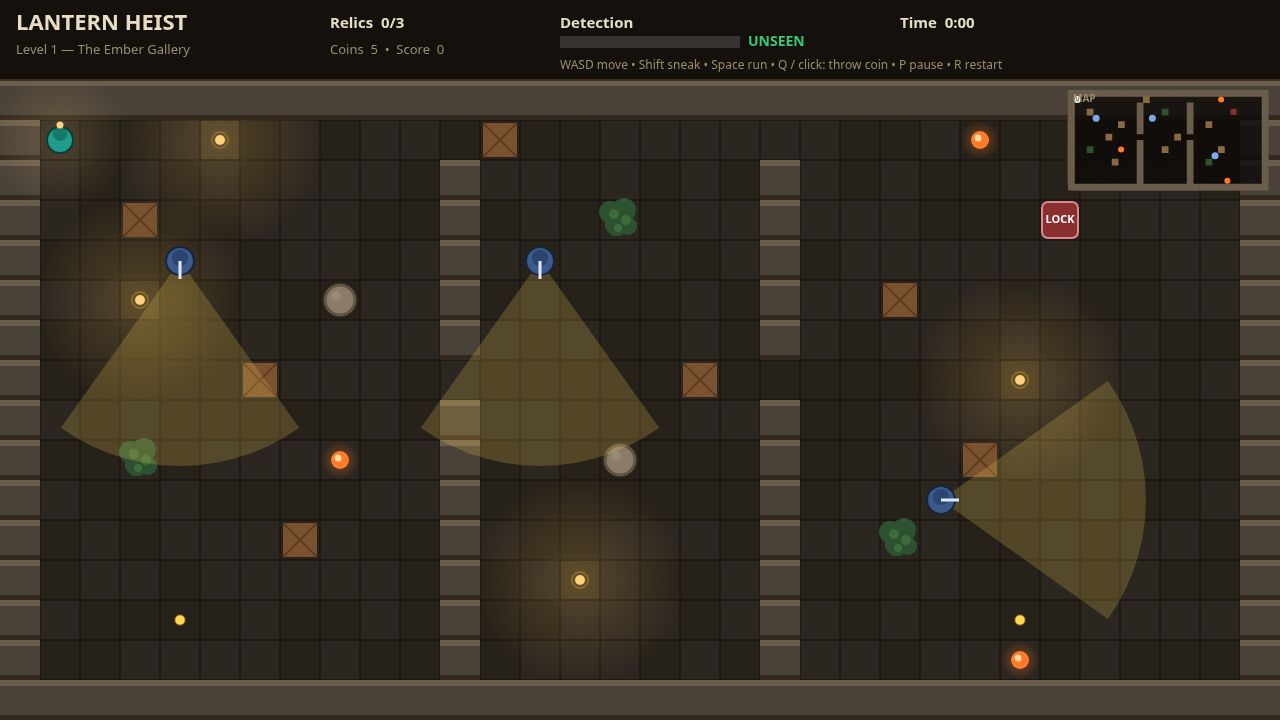 LANTERN HEIST
Level 1 — The Ember Gallery
Relics 0/3
Coins 5 • Score 0
Detection
UNSEEN
Time 0:00
WASD move • Shift sneak • Space run • Q / click: throw coin • P pause • R restart
MAP
LOCK